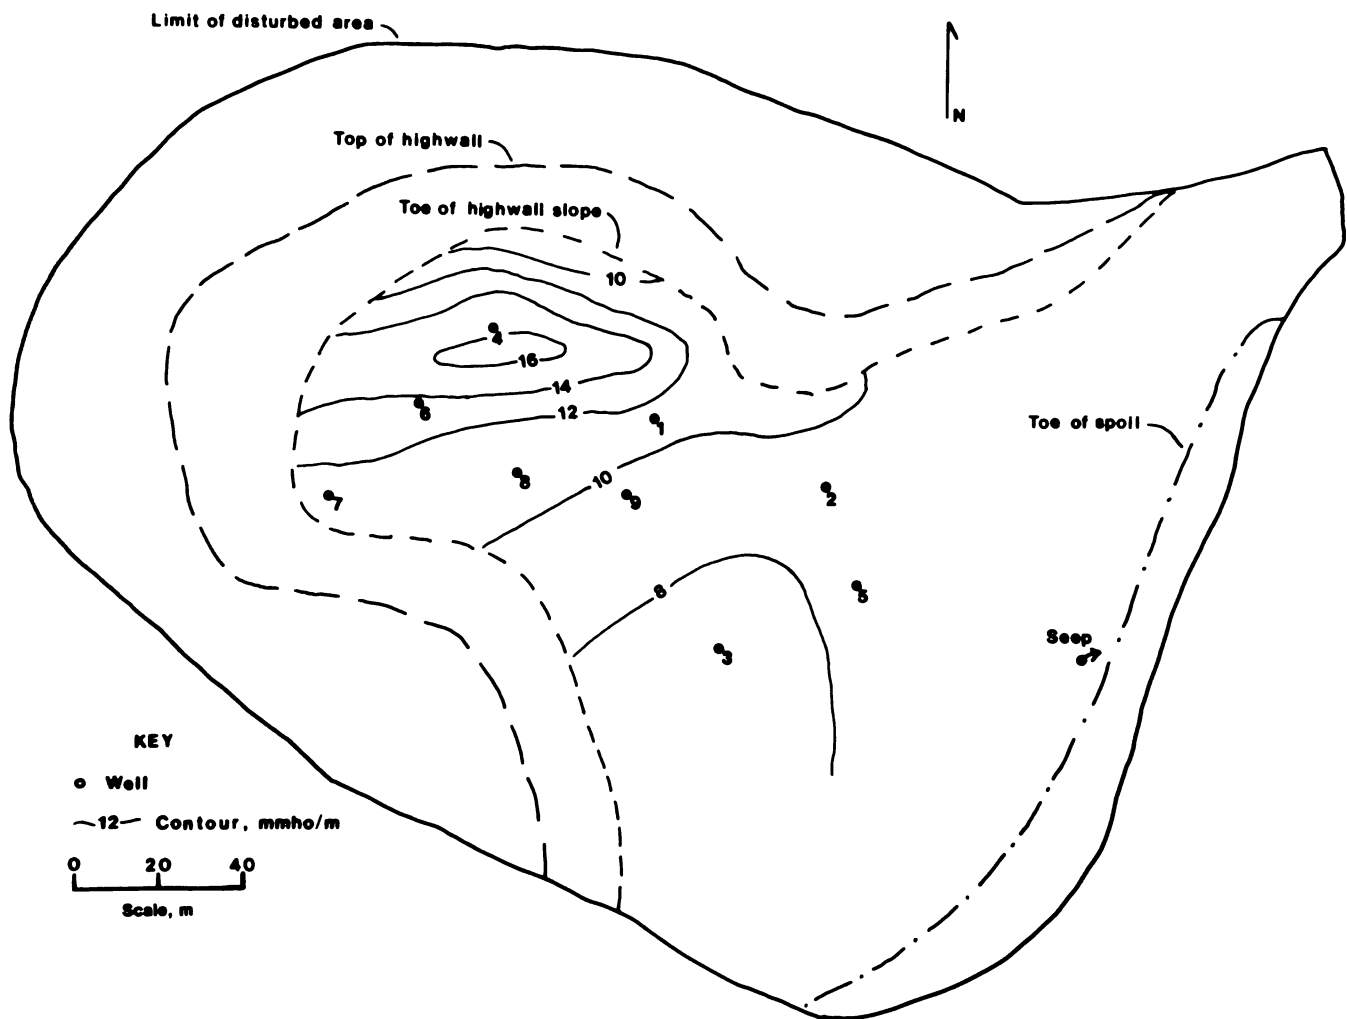 Limit of disturbed area
N
Top of highwall
Toe of highwall slope
10
4
16
14
6
12
1
Toe of spoil
8
10
7
9
2
8
5
3
Seep
KEY
Well
12 Contour, mmho/m
0 20 40
Scale, m